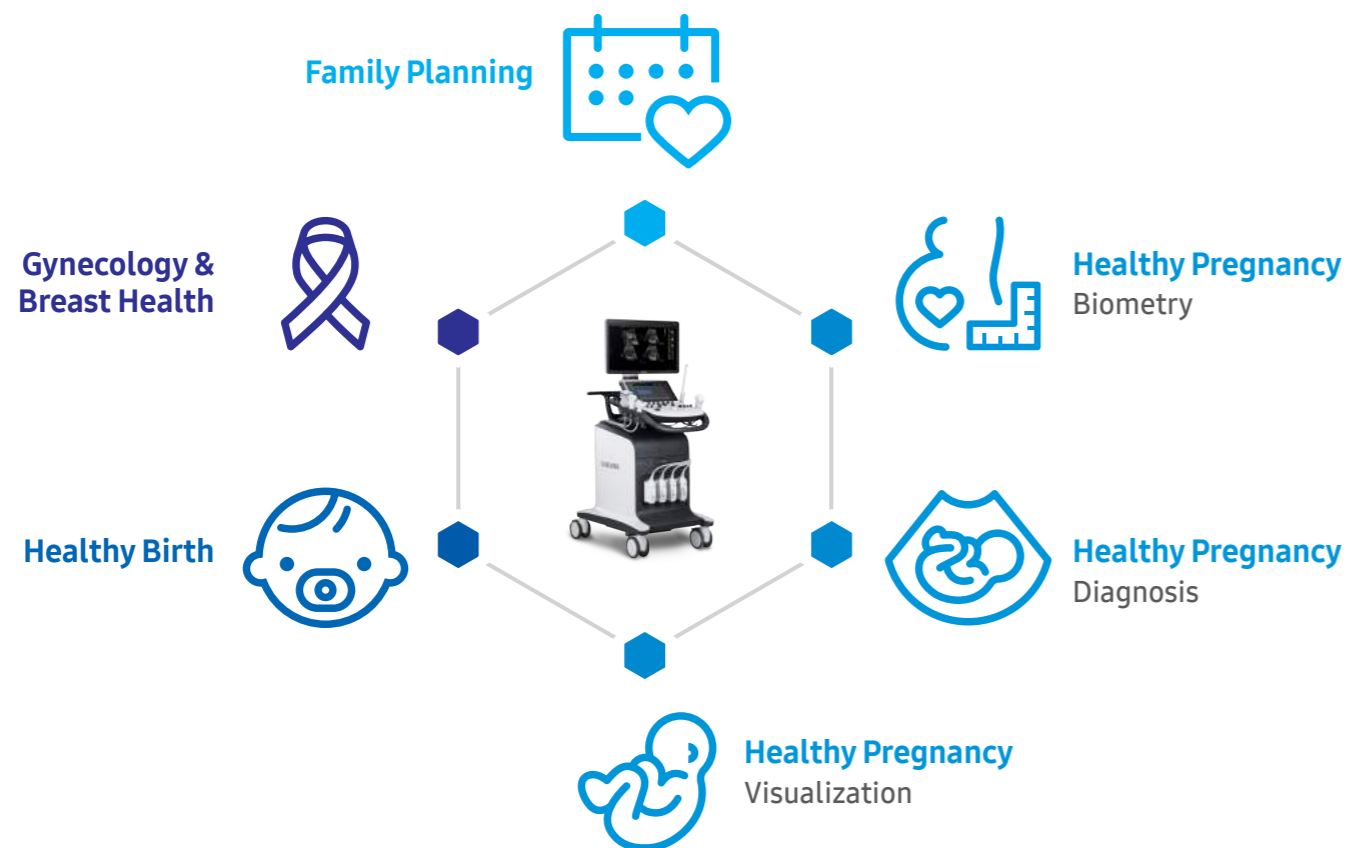 Family Planning
Gynecology &
Breast Health
Healthy Pregnancy
Biometry
Healthy Birth
Healthy Pregnancy
Diagnosis
Healthy Pregnancy
Visualization